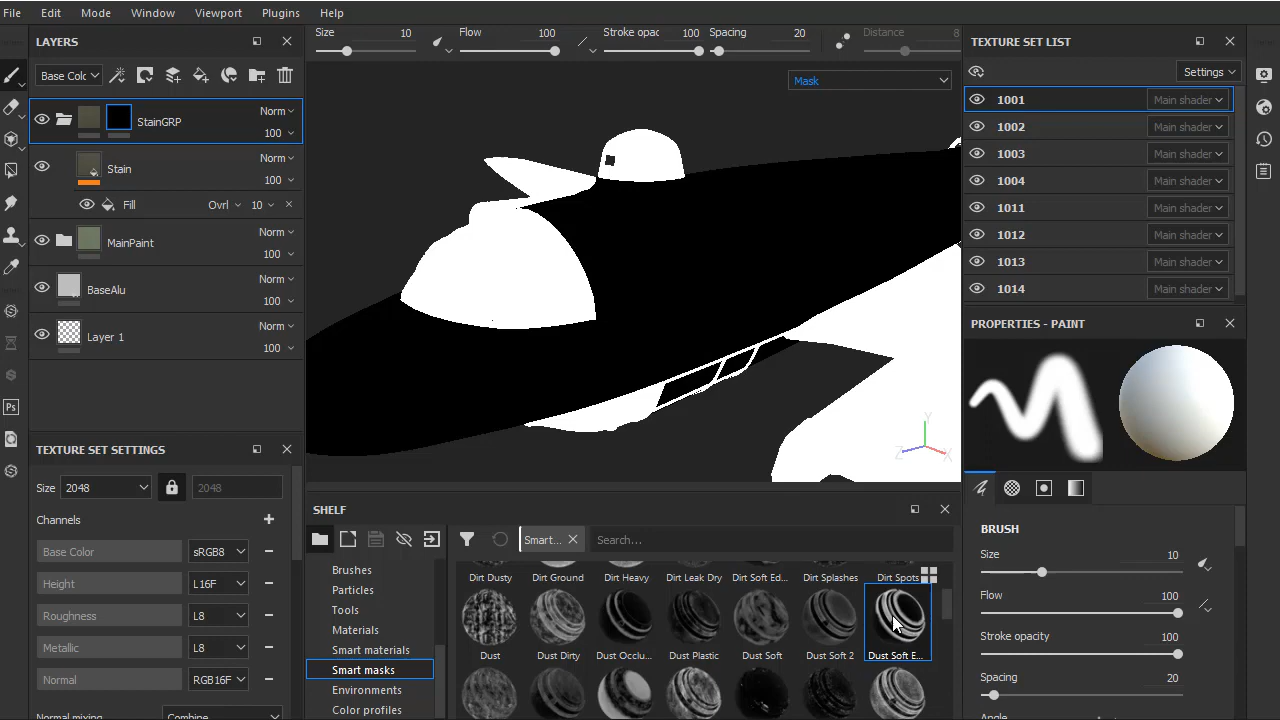 File Edit Mode Window Viewport Plugins Help
LAYERS
Base Colo
StainGRP
Norm
100
Stain
Norm
100
Fill Ovrl 10
MainPaint
Norm
100
BaseAlu
Norm
100
Layer 1
Norm
100
TEXTURE SET SETTINGS
Size 2048 2048
Channels
Base Color sRGB8
Height L16F
Roughness L8
Metallic L8
Normal RGB16F
Normal mixing Combine
Size 10 Flow 100 Stroke opac 100 Spacing 20 Distance 8
Mask
Y
Z X
SHELF
Smart... Search...
Brushes
Particles
Tools
Materials
Smart materials
Smart masks
Environments
Color profiles
Dirt Dusty Dirt Ground Dirt Heavy Dirt Leak Dry Dirt Soft Ed... Dirt Splashes Dirt Spots
Dust Dust Dirty Dust Occlu... Dust Plastic Dust Soft Dust Soft 2 Dust Soft E...
TEXTURE SET LIST
Settings
1001 Main shader
1002 Main shader
1003 Main shader
1004 Main shader
1011 Main shader
1012 Main shader
1013 Main shader
1014 Main shader
PROPERTIES - PAINT
BRUSH
Size 10
Flow 100
Stroke opacity 100
Spacing 20
Angle
Ps